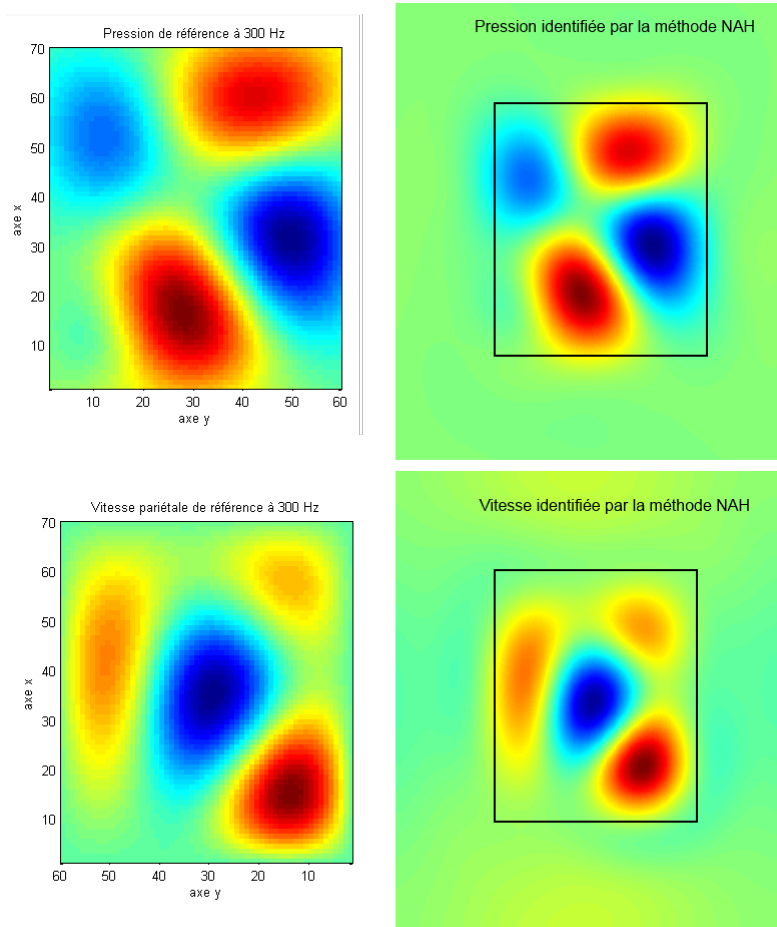 Pression de référence à 300 Hz
70
60
50
40
30
20
10
axe x
10 20 30 40 50 60
axe y
Pression identifiée par la méthode NAH
Vitesse pariétale de référence à 300 Hz
70
60
50
40
30
20
10
axe x
60 50 40 30 20 10
axe y
Vitesse identifiée par la méthode NAH